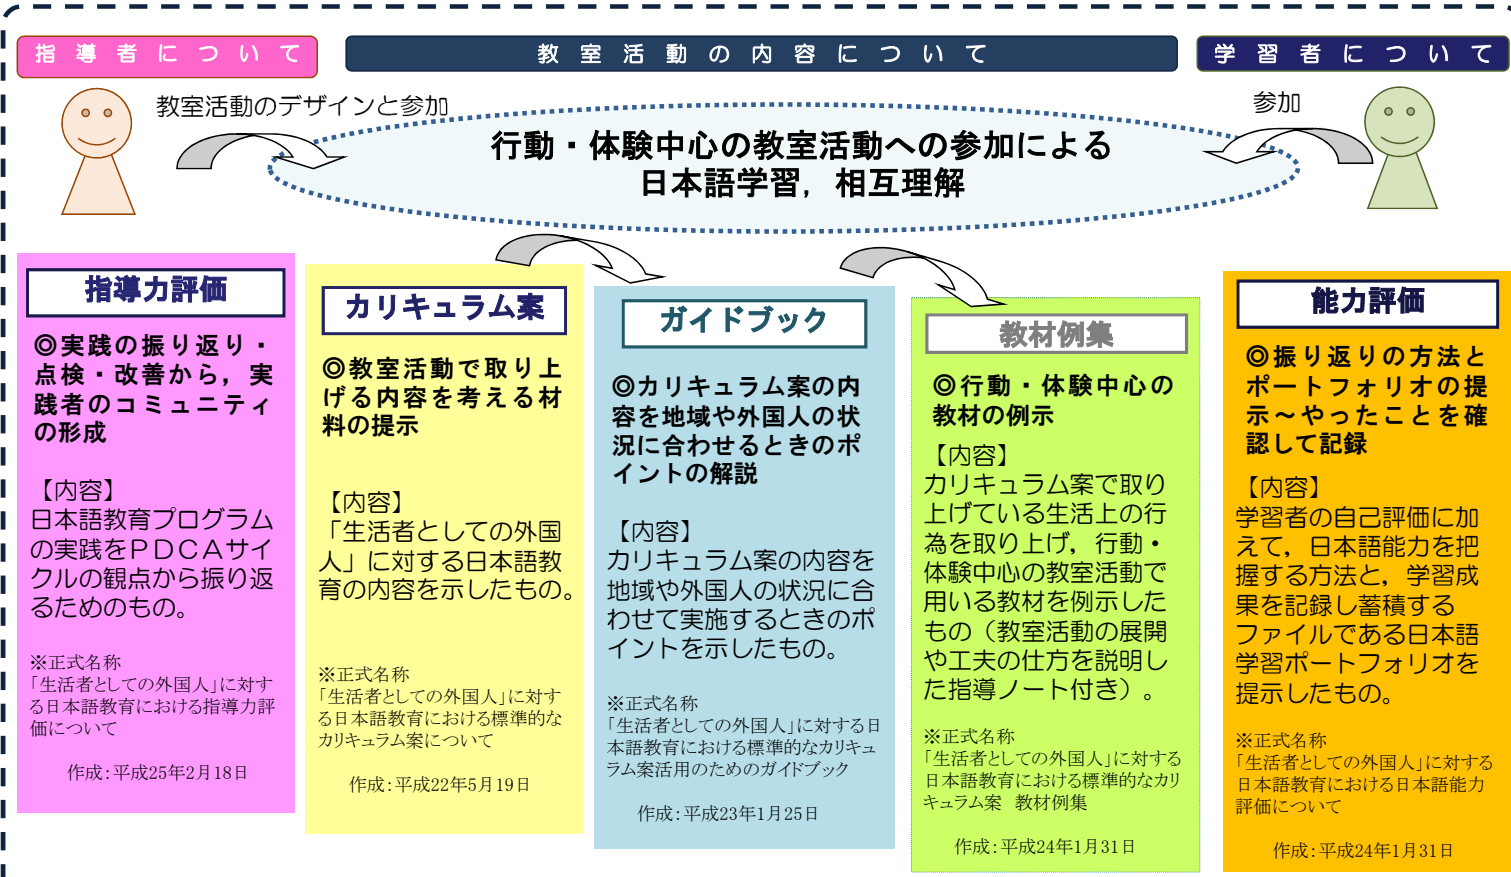 指導者について
教室活動の内容について
学習者について
教室活動のデザインと参加
参加
行動・体験中心の教室活動への参加による
日本語学習，相互理解
指導力評価
◎実践の振り返り・
点検・改善から，実
践者のコミュニティ
の形成
【内容】
日本語教育プログラム
の実践をＰＤＣＡサイ
クルの観点から振り返
るためのもの。
※正式名称
「生活者としての外国人」に対す
る日本語教育における指導力評
価について
作成：平成25年2月18日
カリキュラム案
◎教室活動で取り上
げる内容を考える材
料の提示
【内容】
「生活者としての外国
人」に対する日本語教
育の内容を示したもの。
※正式名称
「生活者としての外国人」に対す
る日本語教育における標準的な
カリキュラム案について
作成：平成22年5月19日
ガイドブック
◎カリキュラム案の内
容を地域や外国人の状
況に合わせるときのポ
イントの解説
【内容】
カリキュラム案の内容を
地域や外国人の状況に合
わせて実施するときのポ
イントを示したもの。
※正式名称
「生活者としての外国人」に対する日
本語教育における標準的なカリキュ
ラム案活用のためのガイドブック
作成：平成23年1月25日
教材例集
◎行動・体験中心の
教材の例示
【内容】
カリキュラム案で取り
上げている生活上の行
為を取り上げ，行動・
体験中心の教室活動で
用いる教材を例示した
もの（教室活動の展開
や工夫の仕方を説明し
た指導ノート付き）。
※正式名称
「生活者としての外国人」に対する
日本語教育における標準的なカリ
キュラム案　教材例集
作成：平成24年1月31日
能力評価
◎振り返りの方法と
ポートフォリオの提
示～やったことを確
認して記録
【内容】
学習者の自己評価に加
えて，日本語能力を把
握する方法と，学習成
果を記録し蓄積する
ファイルである日本語
学習ポートフォリオを
提示したもの。
※正式名称
「生活者としての外国人」に対する
日本語教育における日本語能力
評価について
作成：平成24年1月31日